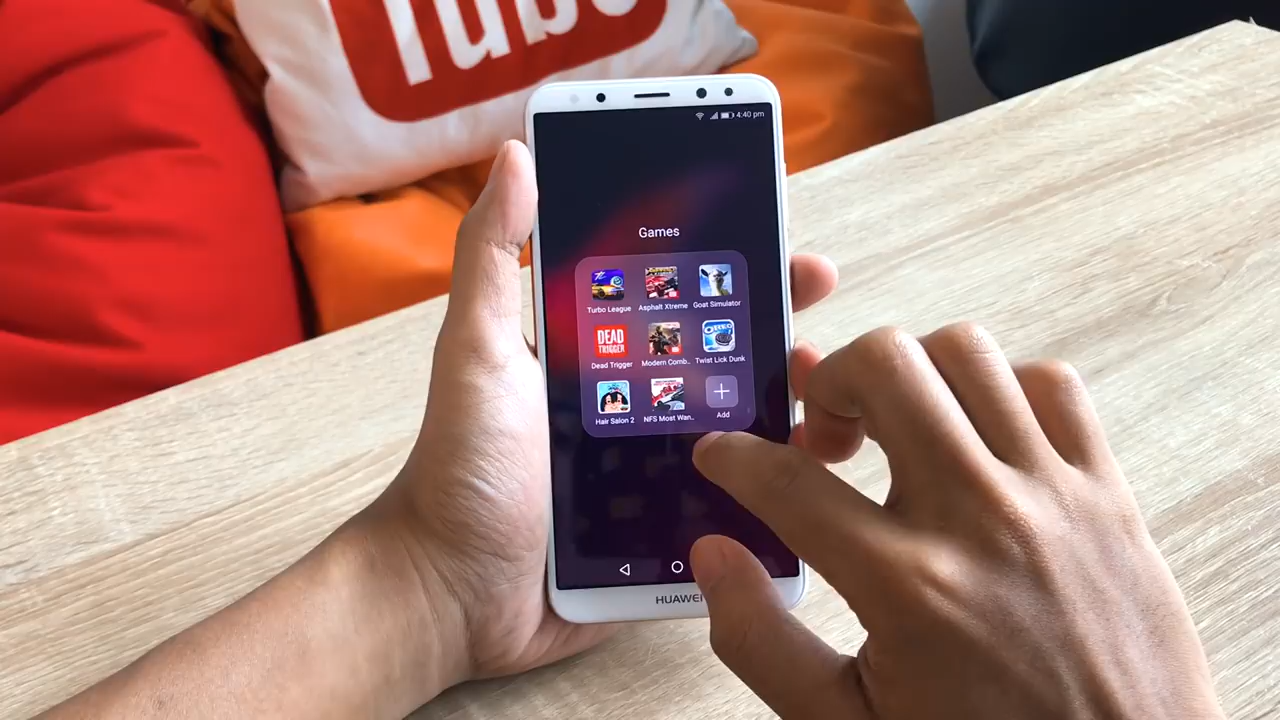 Tube
4:40 pm
Games
Turbo League
Asphalt Xtreme
Goat Simulator
DEAD
TRIGGER
OREO
Dead Trigger
Modern Comb..
Twist Lick Dunk
Hair Salon 2
NFS Most Wan..
Add
HUAWEI